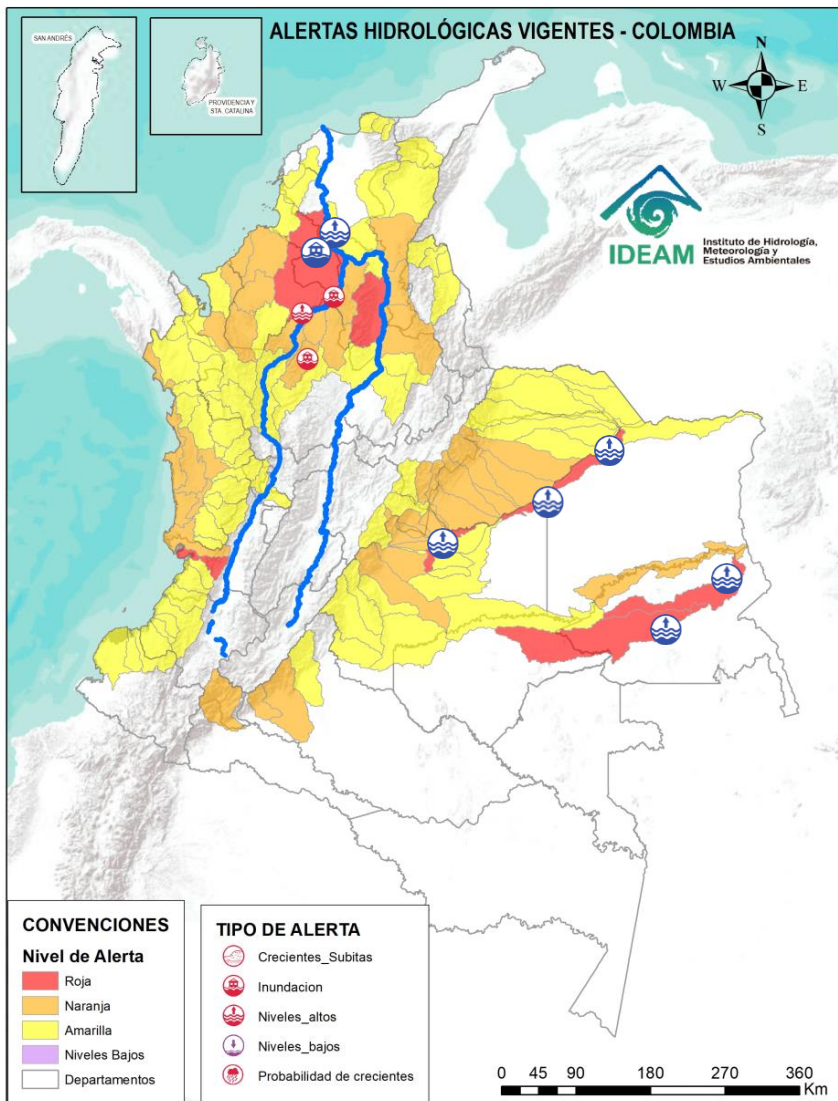 ALERTAS HIDROLÓGICAS VIGENTES - COLOMBIA
SAN ANDRÉS
PROVIDENCIA Y
STA. CATALINA
N
W
E
S
IDEAM
Instituto de Hidrología,
Meteorología y
Estudios Ambientales
CONVENCIONES
Nivel de Alerta
Roja
Naranja
Amarilla
Niveles Bajos
Departamentos
TIPO DE ALERTA
Crecientes_Subitas
Inundacion
Niveles_altos
Niveles_bajos
Probabilidad de crecientes
0 45 90 180 270 360
Km